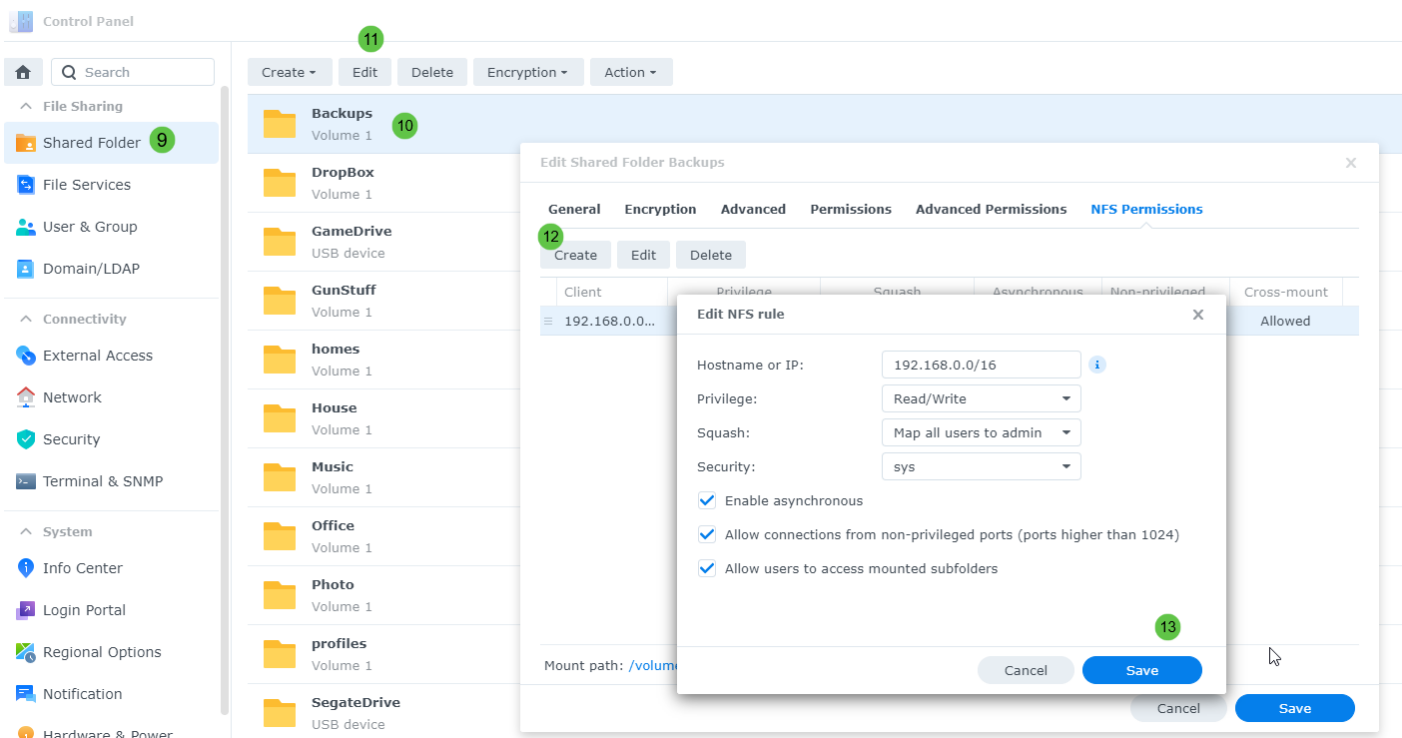 Control Panel
11
Search
Create Edit Delete Encryption Action
File Sharing
Shared Folder 9
File Services
User & Group
Domain/LDAP
Connectivity
External Access
Network
Security
Terminal & SNMP
System
Info Center
Login Portal
Regional Options
Notification
Hardware & Power
Backups
Volume 1
10
DropBox
Volume 1
GameDrive
USB device
GunStuff
Volume 1
homes
Volume 1
House
Volume 1
Music
Volume 1
Office
Volume 1
Photo
Volume 1
profiles
Volume 1
SegateDrive
USB device
Edit Shared Folder Backups
General Encryption Advanced Permissions Advanced Permissions NFS Permissions
12
Create Edit Delete
Client Privilege Squash Asynchronous Non-privileged Cross-mount
192.168.0.0... Allowed
Edit NFS rule
Hostname or IP: 192.168.0.0/16
Privilege: Read/Write
Squash: Map all users to admin
Security: sys
Enable asynchronous
Allow connections from non-privileged ports (ports higher than 1024)
Allow users to access mounted subfolders
13
Cancel Save
Mount path: /volume
Cancel Save